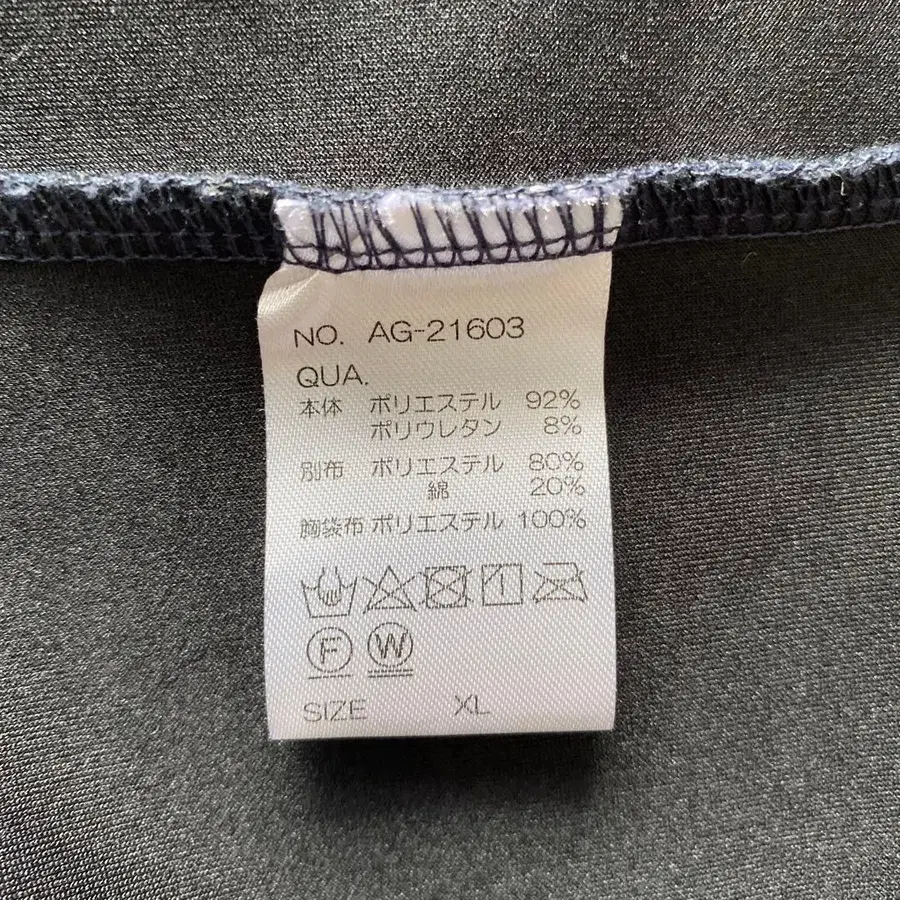 NO. AG-21603
QUA.
本体 ポリエステル 92%
ポリウレタン 8%
別布 ポリエステル 80%
綿 20%
胸袋布 ポリエステル 100%
F W
SIZE XL